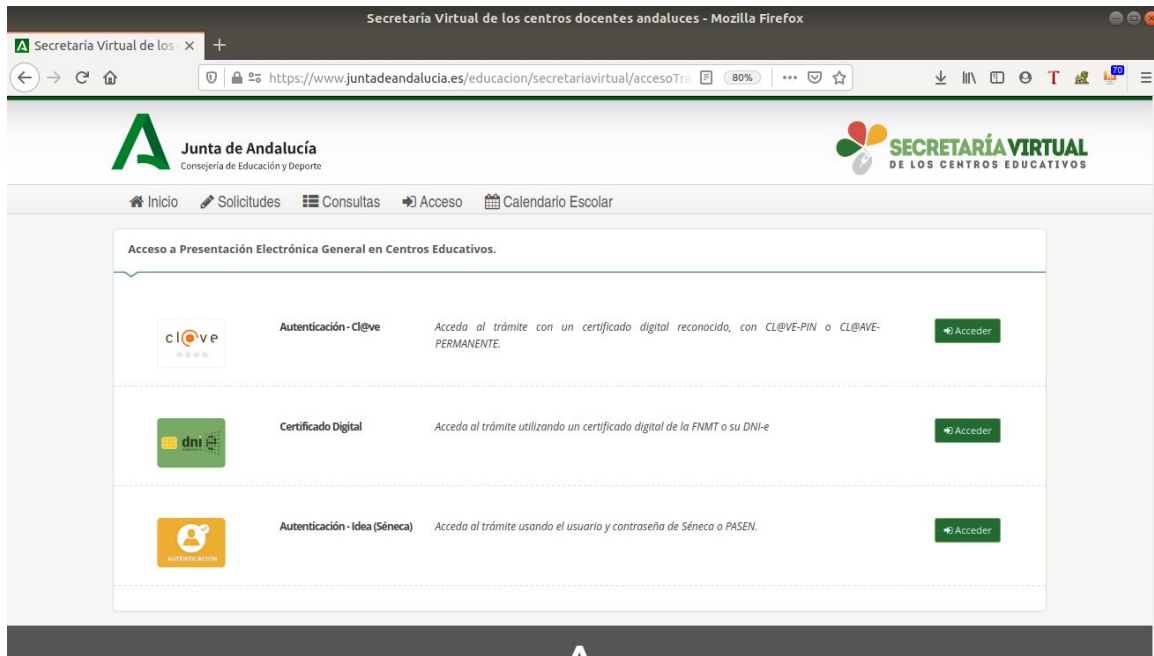 Secretaría Virtual de los centros docentes andaluces - Mozilla Firefox
Secretaría Virtual de los
https://www.juntadeandalucia.es/educacion/secretariavirtual/accesoTra
80%
70
Junta de Andalucía
Consejería de Educación y Deporte
SECRETARÍA VIRTUAL
DE LOS CENTROS EDUCATIVOS
Inicio Solicitudes Consultas Acceso Calendario Escolar
Acceso a Presentación Electrónica General en Centros Educativos.
cl@ve
Autenticación - Cl@ve
Acceda al trámite con un certificado digital reconocido, con CL@VE-PIN o CL@AVE-
PERMANENTE.
Acceder
dni e
Certificado Digital
Acceda al trámite utilizando un certificado digital de la FNMT o su DNI-e
Acceder
AUTENTICACIÓN
Autenticación - Idea (Séneca)
Acceda al trámite usando el usuario y contraseña de Séneca o PASEN.
Acceder